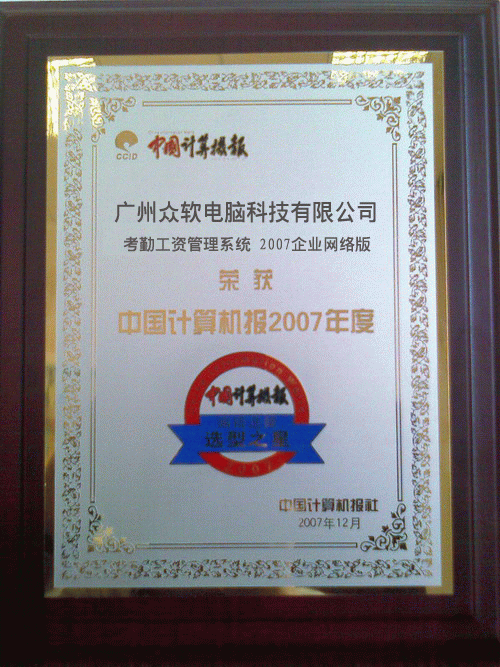 CCID 中国计算机报
广州众软电脑科技有限公司
考勤工资管理系统 2007企业网络版
荣获
中国计算机报2007年度
中国计算机报
选型之星
2007
中国计算机报社
2007年12月